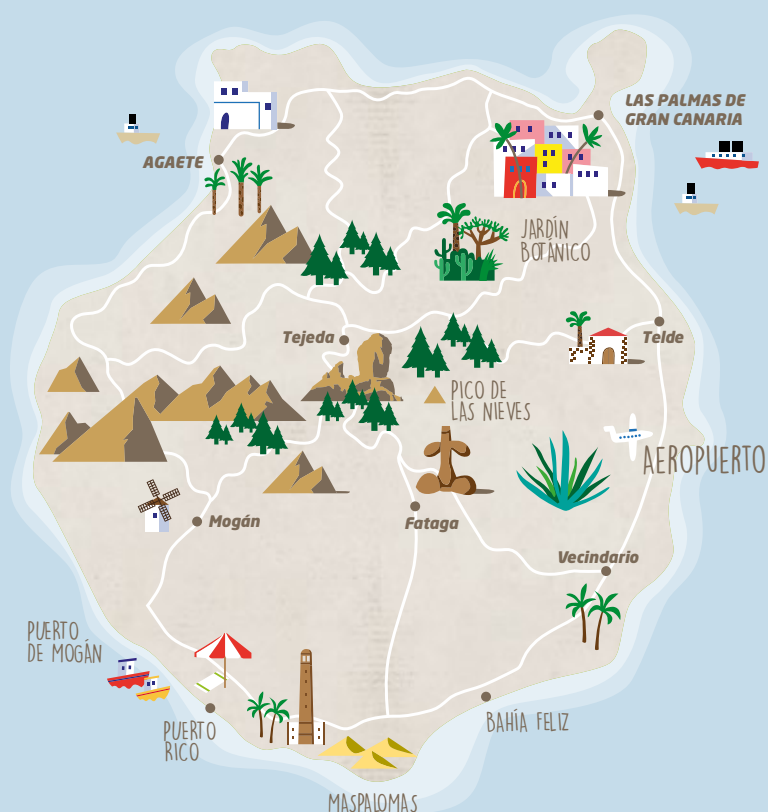 LAS PALMAS DE
GRAN CANARIA
AGAETE
JARDÍN
BOTÁNICO
Tejeda
Telde
PICO DE
LAS NIEVES
AEROPUERTO
Mogán
Fataga
Vecindario
PUERTO
DE MOGÁN
PUERTO
RICO
BAHÍA FELIZ
MASPALOMAS